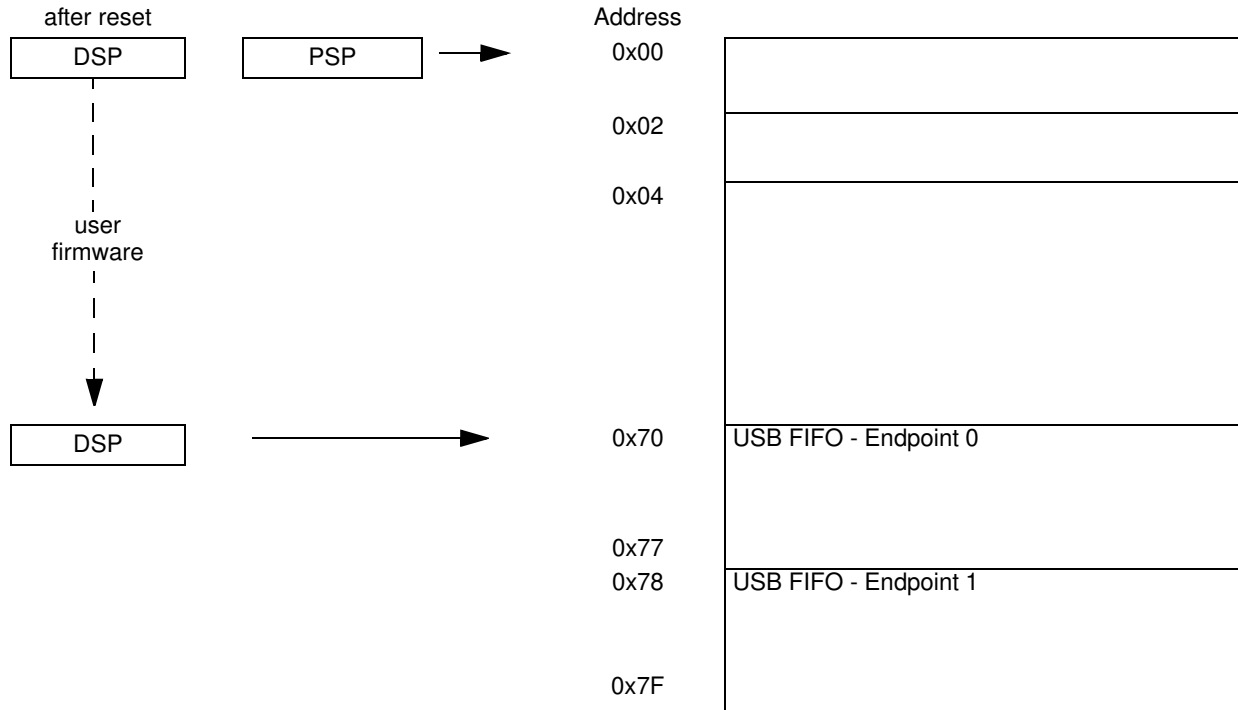 after reset
Address
DSP
PSP
0x00
0x02
0x04
user
firmware
DSP
0x70
USB FIFO - Endpoint 0
0x77
0x78
USB FIFO - Endpoint 1
0x7F